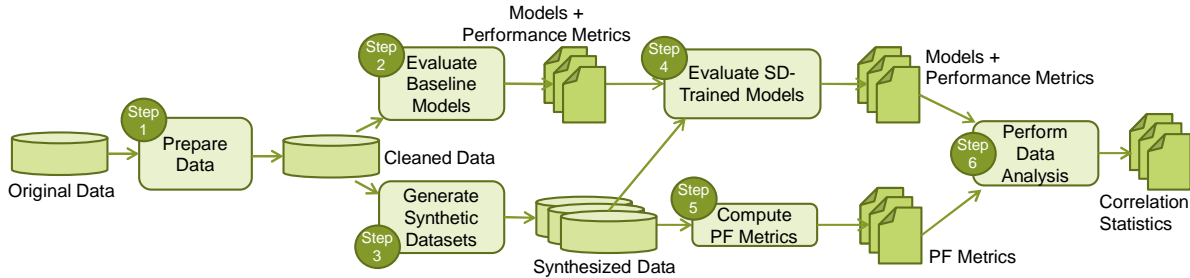 Original Data
Step
1
Prepare
Data
Cleaned Data
Step
2
Evaluate
Baseline
Models
Models +
Performance Metrics
Step
3
Generate
Synthetic
Datasets
Synthesized Data
Step
4
Evaluate SD-
Trained Models
Models +
Performance Metrics
Step
5
Compute
PF Metrics
PF Metrics
Step
6
Perform
Data
Analysis
Correlation
Statistics